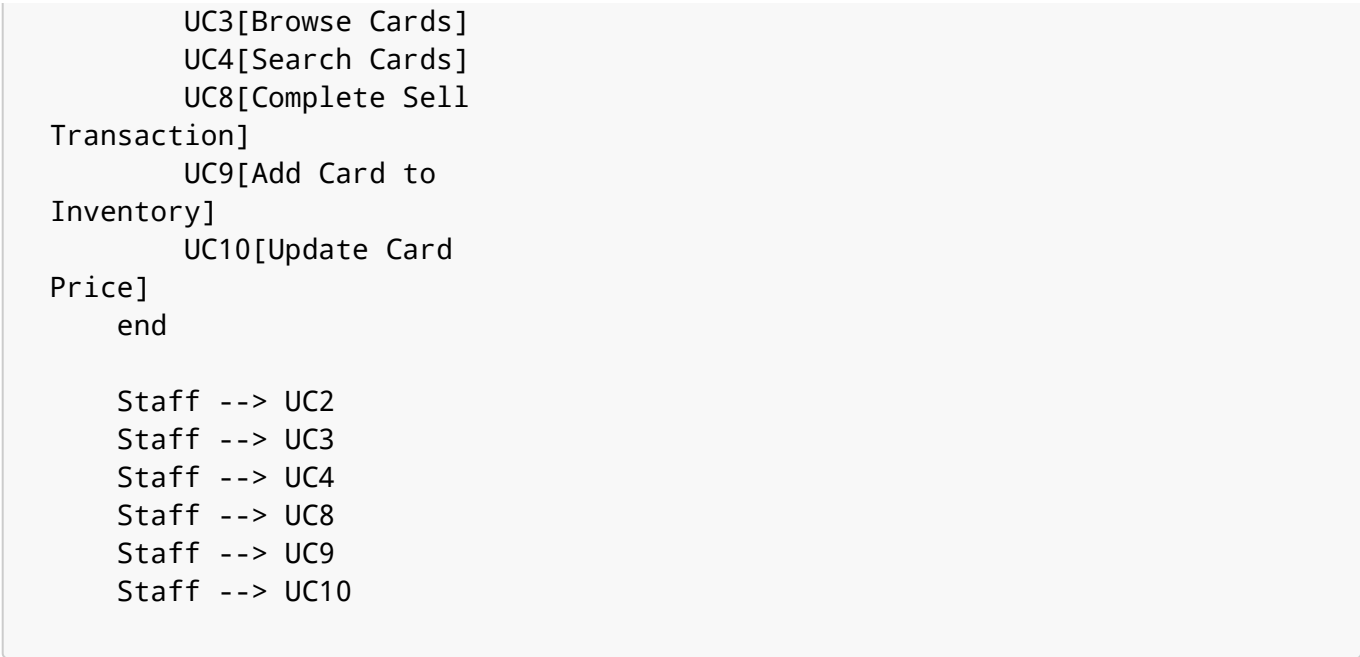 UC3[Browse Cards]
        UC4[Search Cards]
        UC8[Complete Sell
Transaction]
        UC9[Add Card to
Inventory]
        UC10[Update Card
Price]
    end

    Staff --> UC2
    Staff --> UC3
    Staff --> UC4
    Staff --> UC8
    Staff --> UC9
    Staff --> UC10